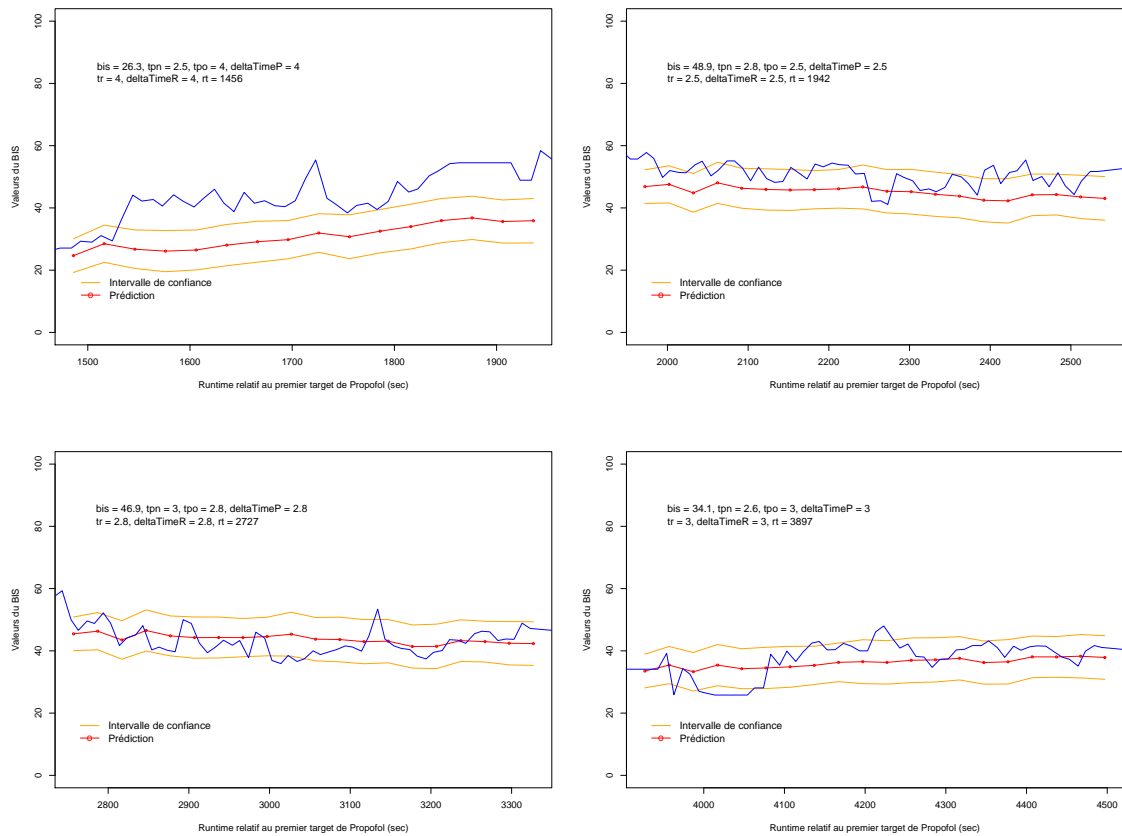 Valeurs du BIS
100
80
60
40
20
0
bis = 26.3, tpn = 2.5, tpo = 4, deltaTimeP = 4
tr = 4, deltaTimeR = 4, rt = 1456
Intervalle de confiance
Prédiction
1500 1600 1700 1800 1900
Runtime relatif au premier target de Propofol (sec)
Valeurs du BIS
100
80
60
40
20
0
bis = 48.9, tpn = 2.8, tpo = 2.5, deltaTimeP = 2.5
tr = 2.5, deltaTimeR = 2.5, rt = 1942
Intervalle de confiance
Prédiction
2000 2100 2200 2300 2400 2500
Runtime relatif au premier target de Propofol (sec)
Valeurs du BIS
100
80
60
40
20
0
bis = 46.9, tpn = 3, tpo = 2.8, deltaTimeP = 2.8
tr = 2.8, deltaTimeR = 2.8, rt = 2727
Intervalle de confiance
Prédiction
2800 2900 3000 3100 3200 3300
Runtime relatif au premier target de Propofol (sec)
Valeurs du BIS
100
80
60
40
20
0
bis = 34.1, tpn = 2.6, tpo = 3, deltaTimeP = 3
tr = 3, deltaTimeR = 3, rt = 3897
Intervalle de confiance
Prédiction
4000 4100 4200 4300 4400 4500
Runtime relatif au premier target de Propofol (sec)